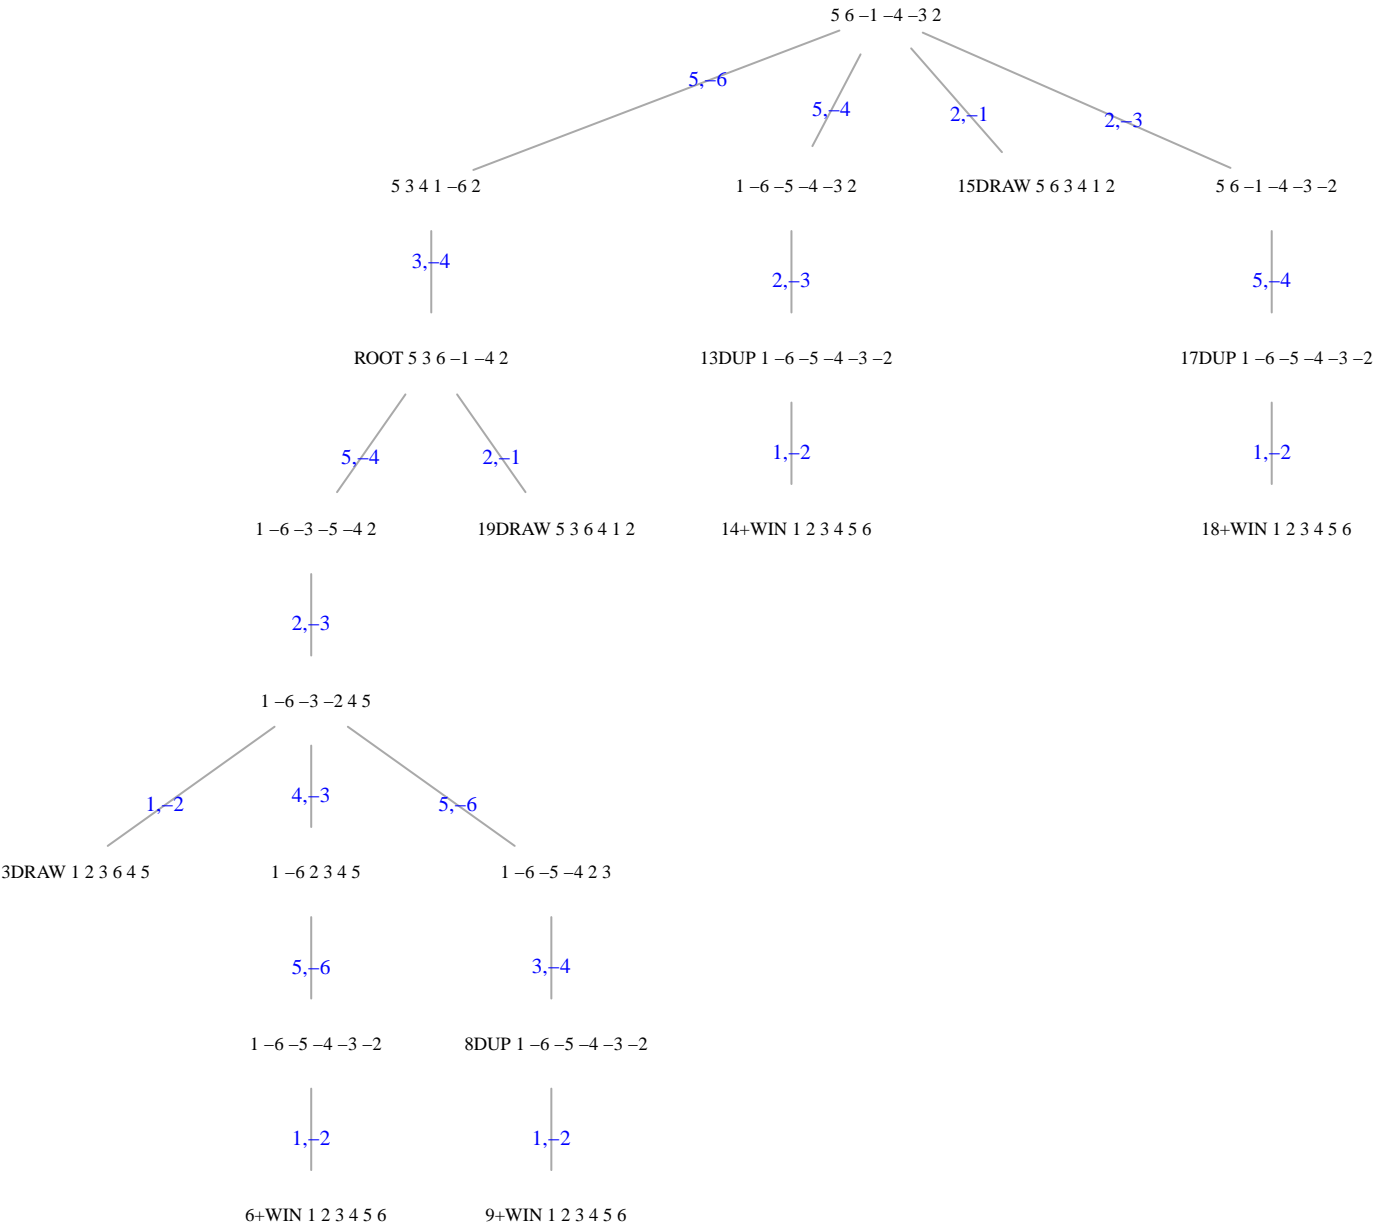 5 6 –1 –4 –3 2
5,–6
5,–4
2,–1
2,–3
5 3 4 1 –6 2
1 –6 –5 –4 –3 2
15DRAW 5 6 3 4 1 2
5 6 –1 –4 –3 –2
3,–4
2,–3
5,–4
ROOT 5 3 6 –1 –4 2
13DUP 1 –6 –5 –4 –3 –2
17DUP 1 –6 –5 –4 –3 –2
5,–4
2,–1
1,–2
1,–2
1 –6 –3 –5 –4 2
19DRAW 5 3 6 4 1 2
14+WIN 1 2 3 4 5 6
18+WIN 1 2 3 4 5 6
2,–3
1 –6 –3 –2 4 5
1,–2
4,–3
5,–6
3DRAW 1 2 3 6 4 5
1 –6 2 3 4 5
1 –6 –5 –4 2 3
5,–6
3,–4
1 –6 –5 –4 –3 –2
8DUP 1 –6 –5 –4 –3 –2
1,–2
1,–2
6+WIN 1 2 3 4 5 6
9+WIN 1 2 3 4 5 6